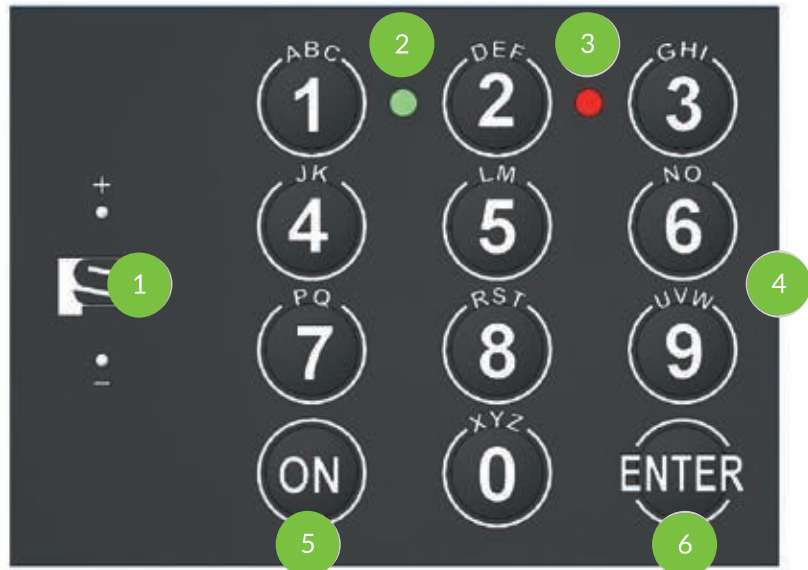 ABC 2 DEF 3 GHI
1 2 3
+ JK LM NO
4 5 6
1 4
PQ RST UVW
7 8 9
− XYZ
ON 0 ENTER
5 6